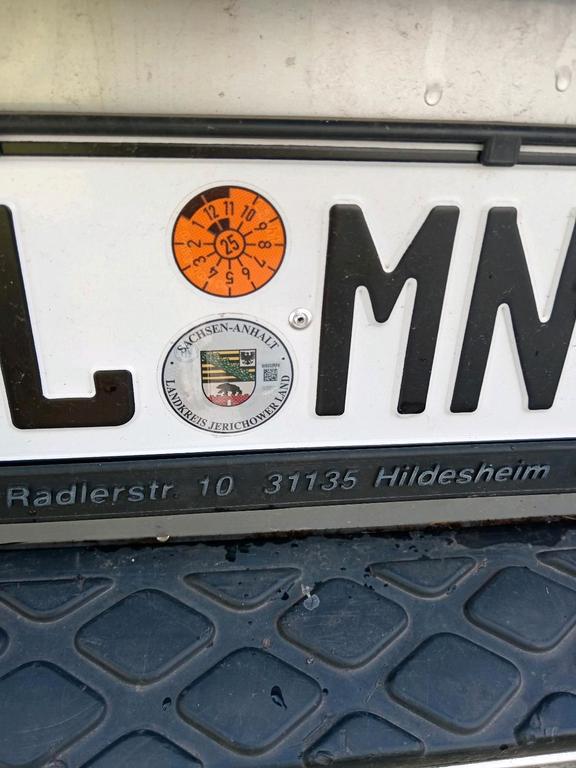 L MN
12 11 10 9 8 7 6 5 4 3 2 1
25
SACHSEN-ANHALT
LANDKREIS JERICHOWER LAND
Radlerstr. 10 31135 Hildesheim